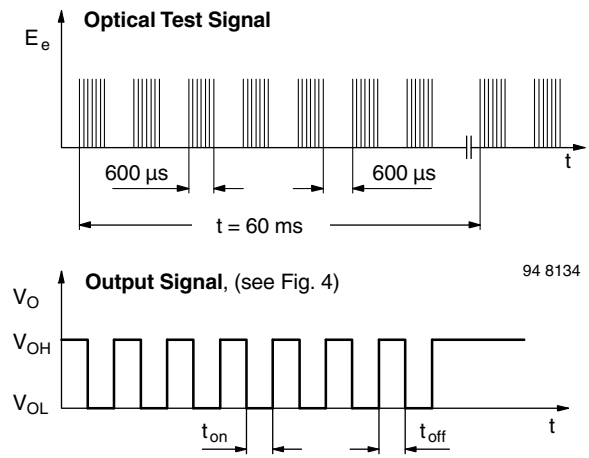 Optical Test Signal
E e
t
600 µs
600 µs
t = 60 ms
94 8134
Output Signal, (see Fig. 4)
V O
V OH
V OL
t
t on
t off